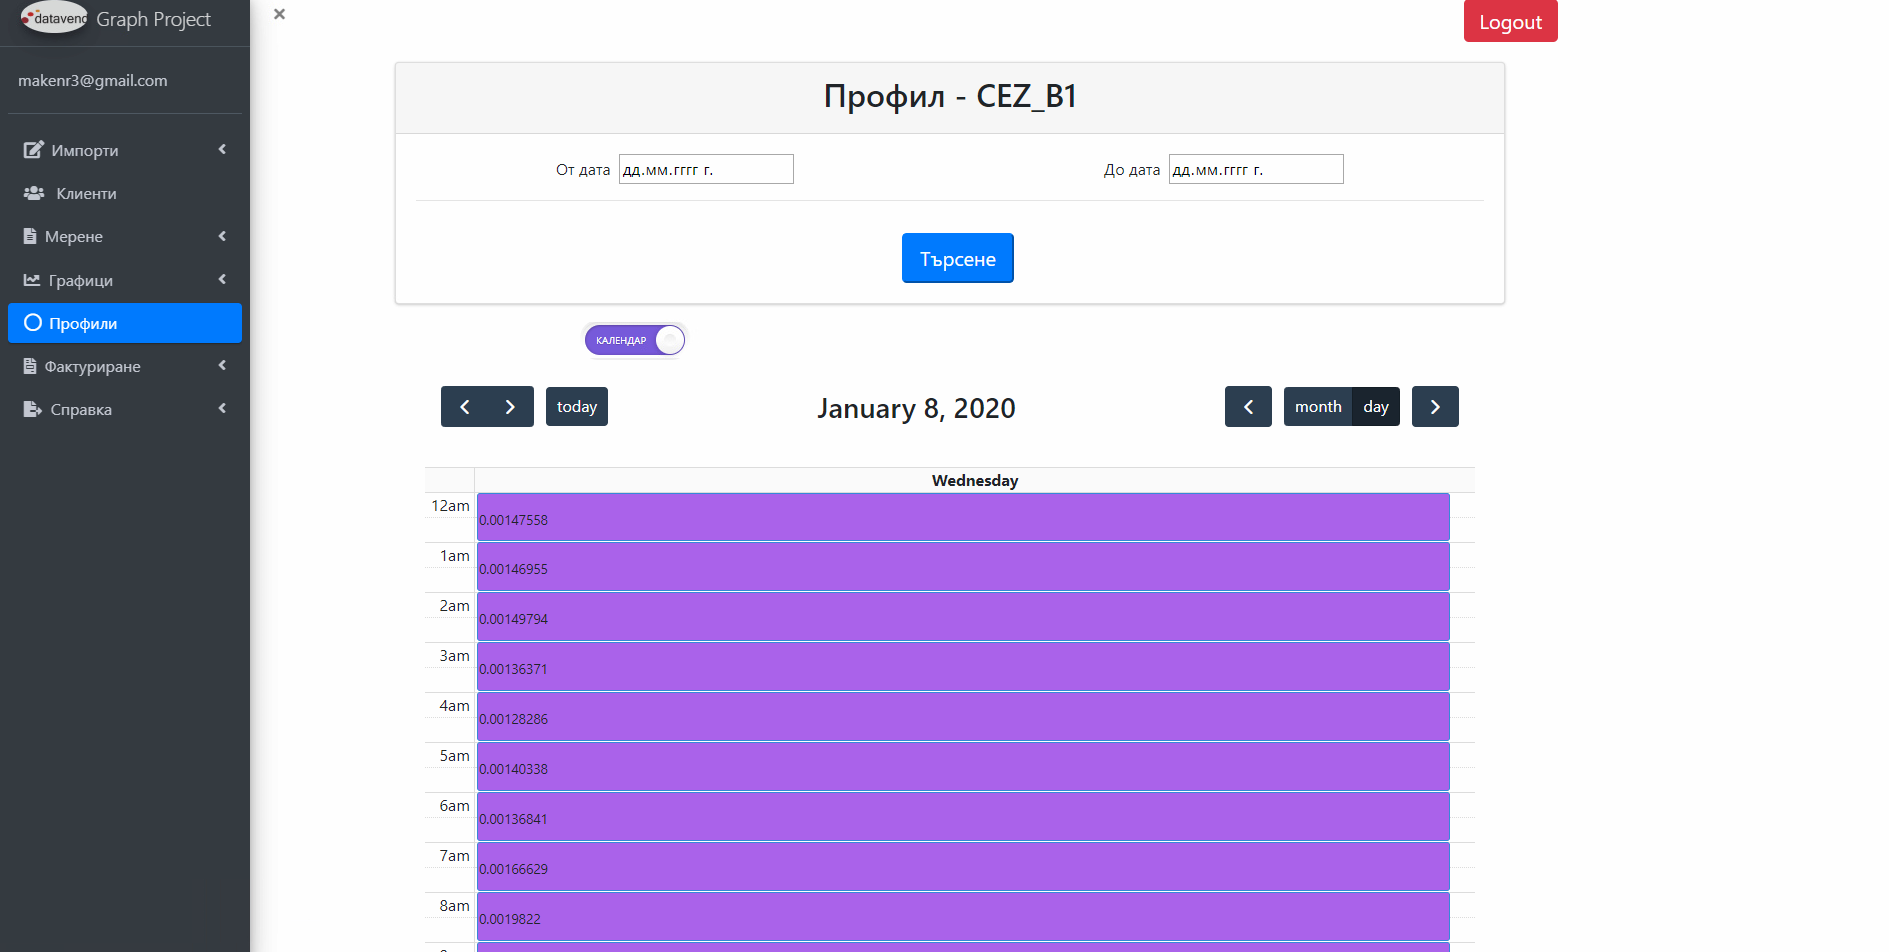 datavend Graph Project
Logout
makenr3@gmail.com
Импорти
Клиенти
Мерене
Графици
Профили
Фактуриране
Справка
Профил - CEZ_B1
От дата дд.мм.гггг г.
До дата дд.мм.гггг г.
Търсене
КАЛЕНДАР
today
January 8, 2020
month day
Wednesday
12am 0.00147558
1am 0.00146955
2am 0.00149794
3am 0.00136371
4am 0.00128286
5am 0.00140338
6am 0.00136841
7am 0.00166629
8am 0.0019822